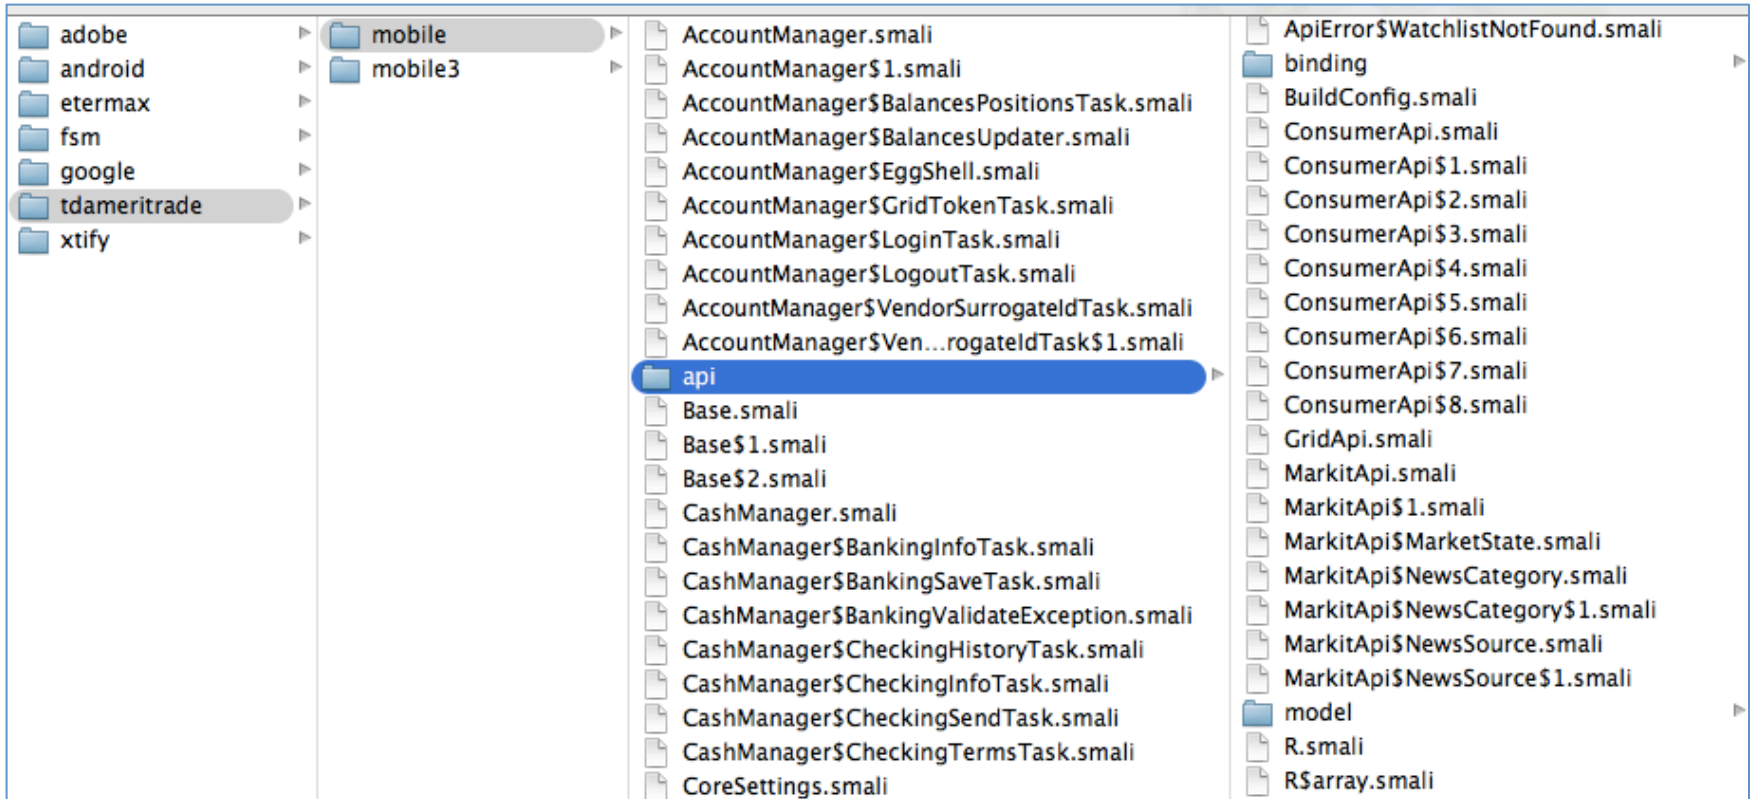 adobe
android
etermax
fsm
google
tdameritrade
xtify
mobile
mobile3
AccountManager.smali
AccountManager$1.smali
AccountManager$BalancesPositionsTask.smali
AccountManager$BalancesUpdater.smali
AccountManager$EggShell.smali
AccountManager$GridTokenTask.smali
AccountManager$LoginTask.smali
AccountManager$LogoutTask.smali
AccountManager$VendorSurrogateIdTask.smali
AccountManager$Ven...rogateIdTask$1.smali
api
Base.smali
Base$1.smali
Base$2.smali
CashManager.smali
CashManager$BankingInfoTask.smali
CashManager$BankingSaveTask.smali
CashManager$BankingValidateException.smali
CashManager$CheckingHistoryTask.smali
CashManager$CheckingInfoTask.smali
CashManager$CheckingSendTask.smali
CashManager$CheckingTermsTask.smali
CoreSettings.smali
ApiError$WatchlistNotFound.smali
binding
BuildConfig.smali
ConsumerApi.smali
ConsumerApi$1.smali
ConsumerApi$2.smali
ConsumerApi$3.smali
ConsumerApi$4.smali
ConsumerApi$5.smali
ConsumerApi$6.smali
ConsumerApi$7.smali
ConsumerApi$8.smali
GridApi.smali
MarkitApi.smali
MarkitApi$1.smali
MarkitApi$MarketState.smali
MarkitApi$NewsCategory.smali
MarkitApi$NewsCategory$1.smali
MarkitApi$NewsSource.smali
MarkitApi$NewsSource$1.smali
model
R.smali
R$array.smali